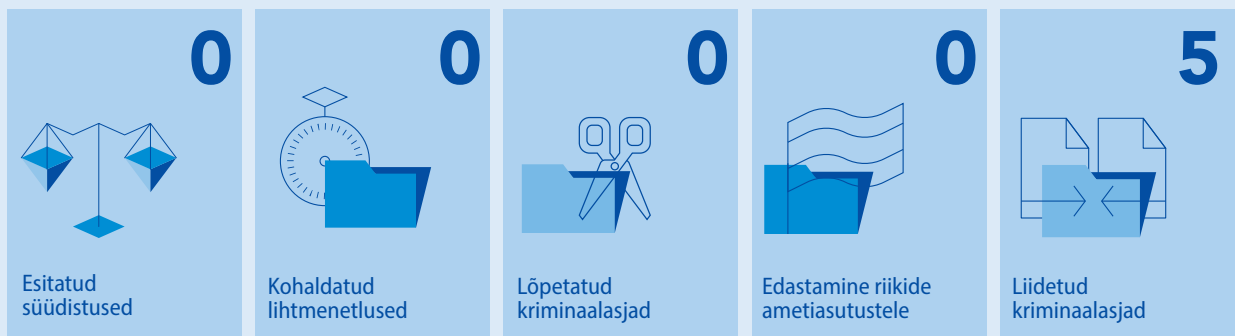 0
Esitatud
süüdistused
0
Kohaldatud
lihtmenetlused
0
Lõpetatud
kriminaalasjad
0
Edastamine riikide
ametiasutustele
5
Liidetud
kriminaalasjad